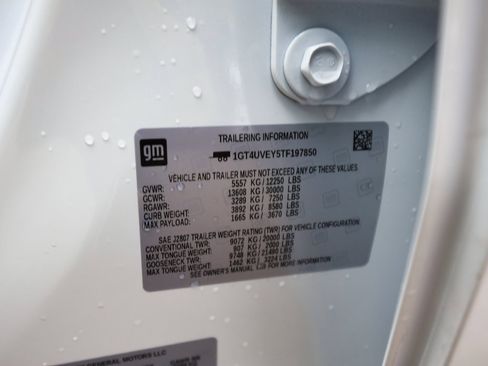 gm
TRAILERING INFORMATION
1GT4UVEY5TF197850
VEHICLE AND TRAILER MUST NOT EXCEED ANY OF THESE VALUES
GVWR: 5557 KG/12250 LBS
GCWR: 13608 KG/30000 LBS
RGAWR: 3289 KG/ 7250 LBS
CURB WEIGHT: 3892 KG/ 8580 LBS
MAX PAYLOAD: 1665 KG/ 3670 LBS
SAE J2807 TRAILER WEIGHT RATING (TWR) FOR VEHICLE CONFIGURATION.
CONVENTIONAL TWR: 9072 KG/20000 LBS
MAX TONGUE WEIGHT: 907 KG/ 2000 LBS
GOOSENECK TWR: 9748 KG/21490 LBS
MAX TONGUE WEIGHT: 1462 KG/ 3224 LBS
SEE OWNER'S MANUAL FOR MORE INFORMATION
GENERAL MOTORS LLC